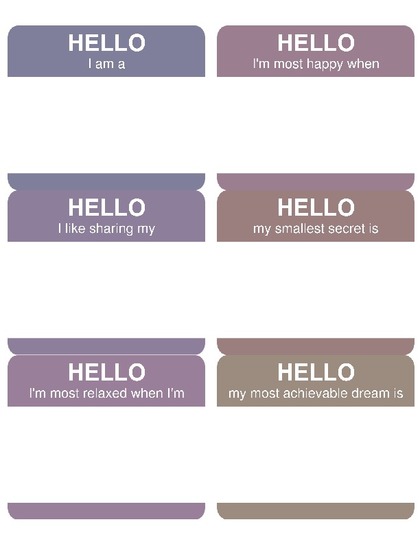 HELLO
I am a
HELLO
I'm most happy when
HELLO
I like sharing my
HELLO
my smallest secret is
HELLO
I'm most relaxed when I'm
HELLO
my most achievable dream is